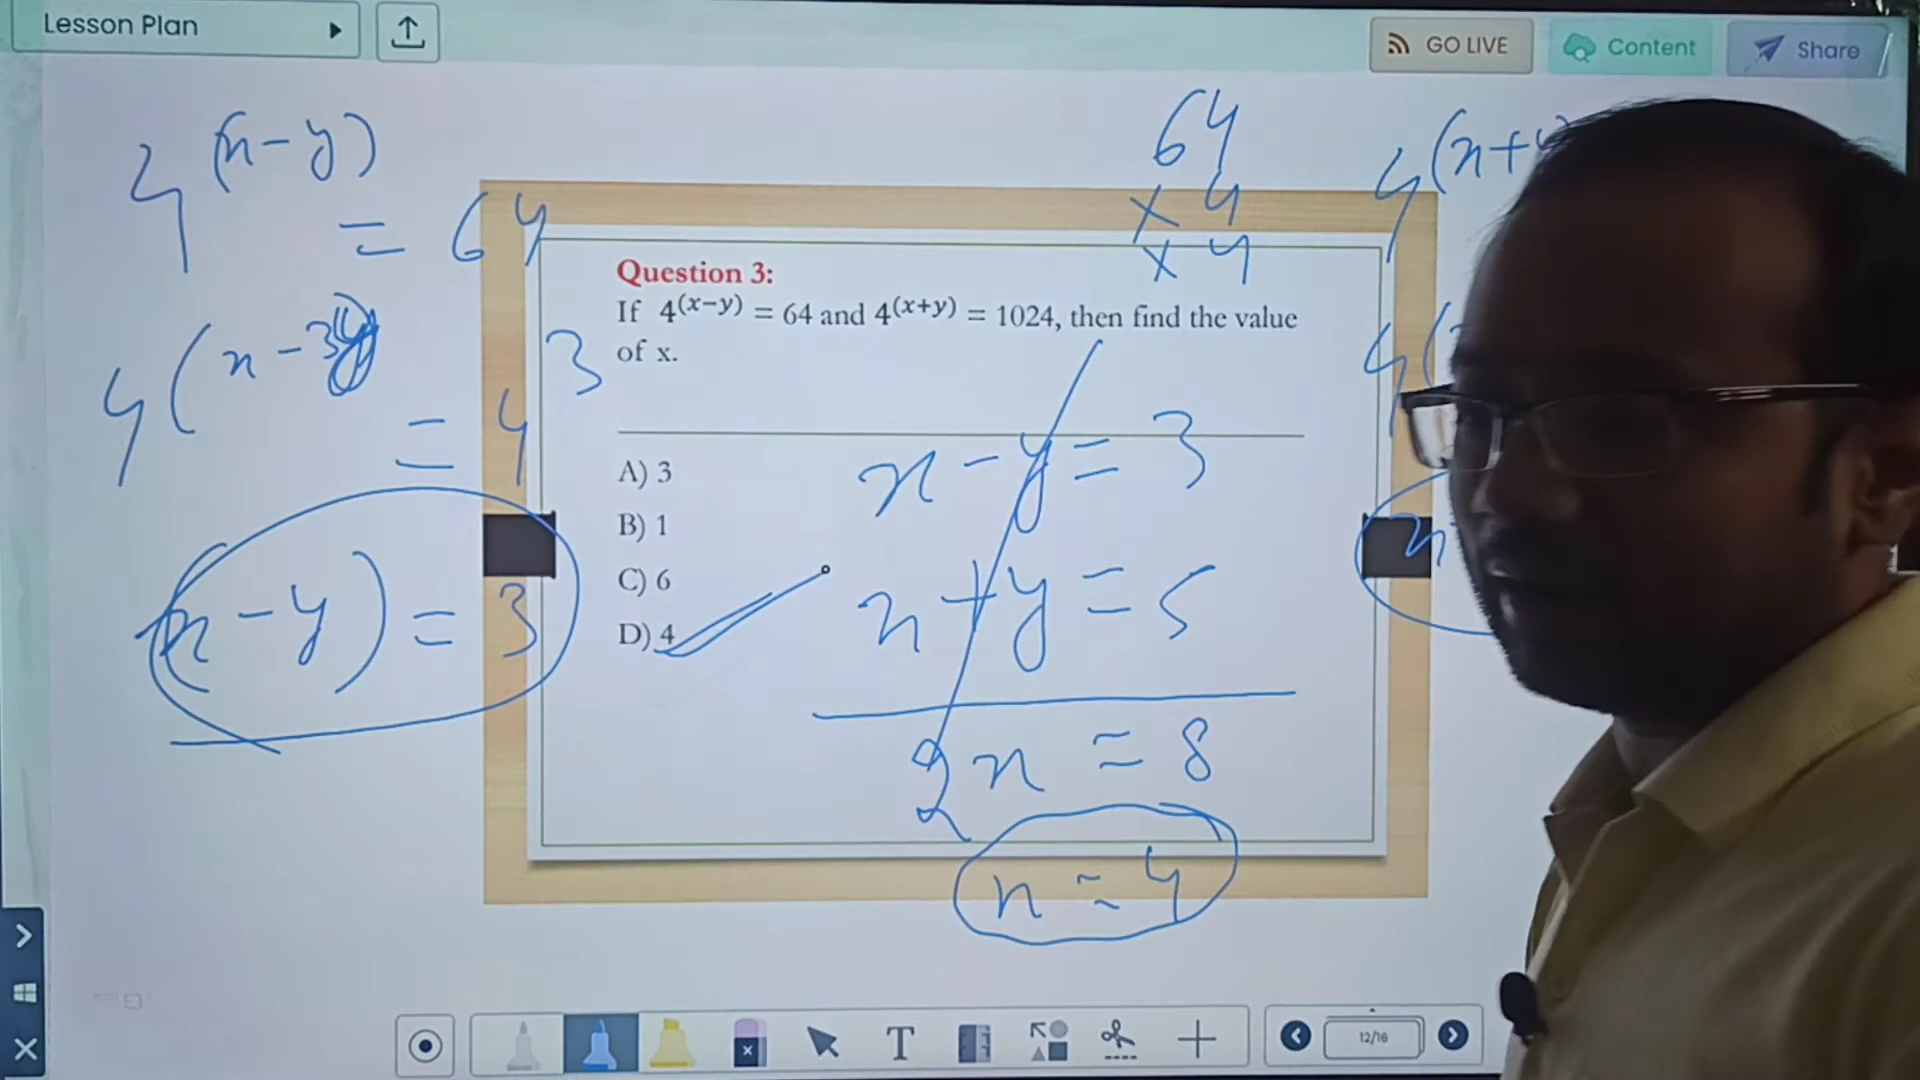 Lesson Plan
GO LIVE
Content
Share
4^(x-y)
= 64
4^(x-y)
= 4^3
(x-y) = 3
64
x 4
x 4
4^(x+y
Question 3:
If 4^(x−y) = 64 and 4^(x+y) = 1024, then find the value
of x.
A) 3
B) 1
C) 6
D) 4
x - y = 3
x + y = 5
2x = 8
x = 4
4(
x
T
12/16